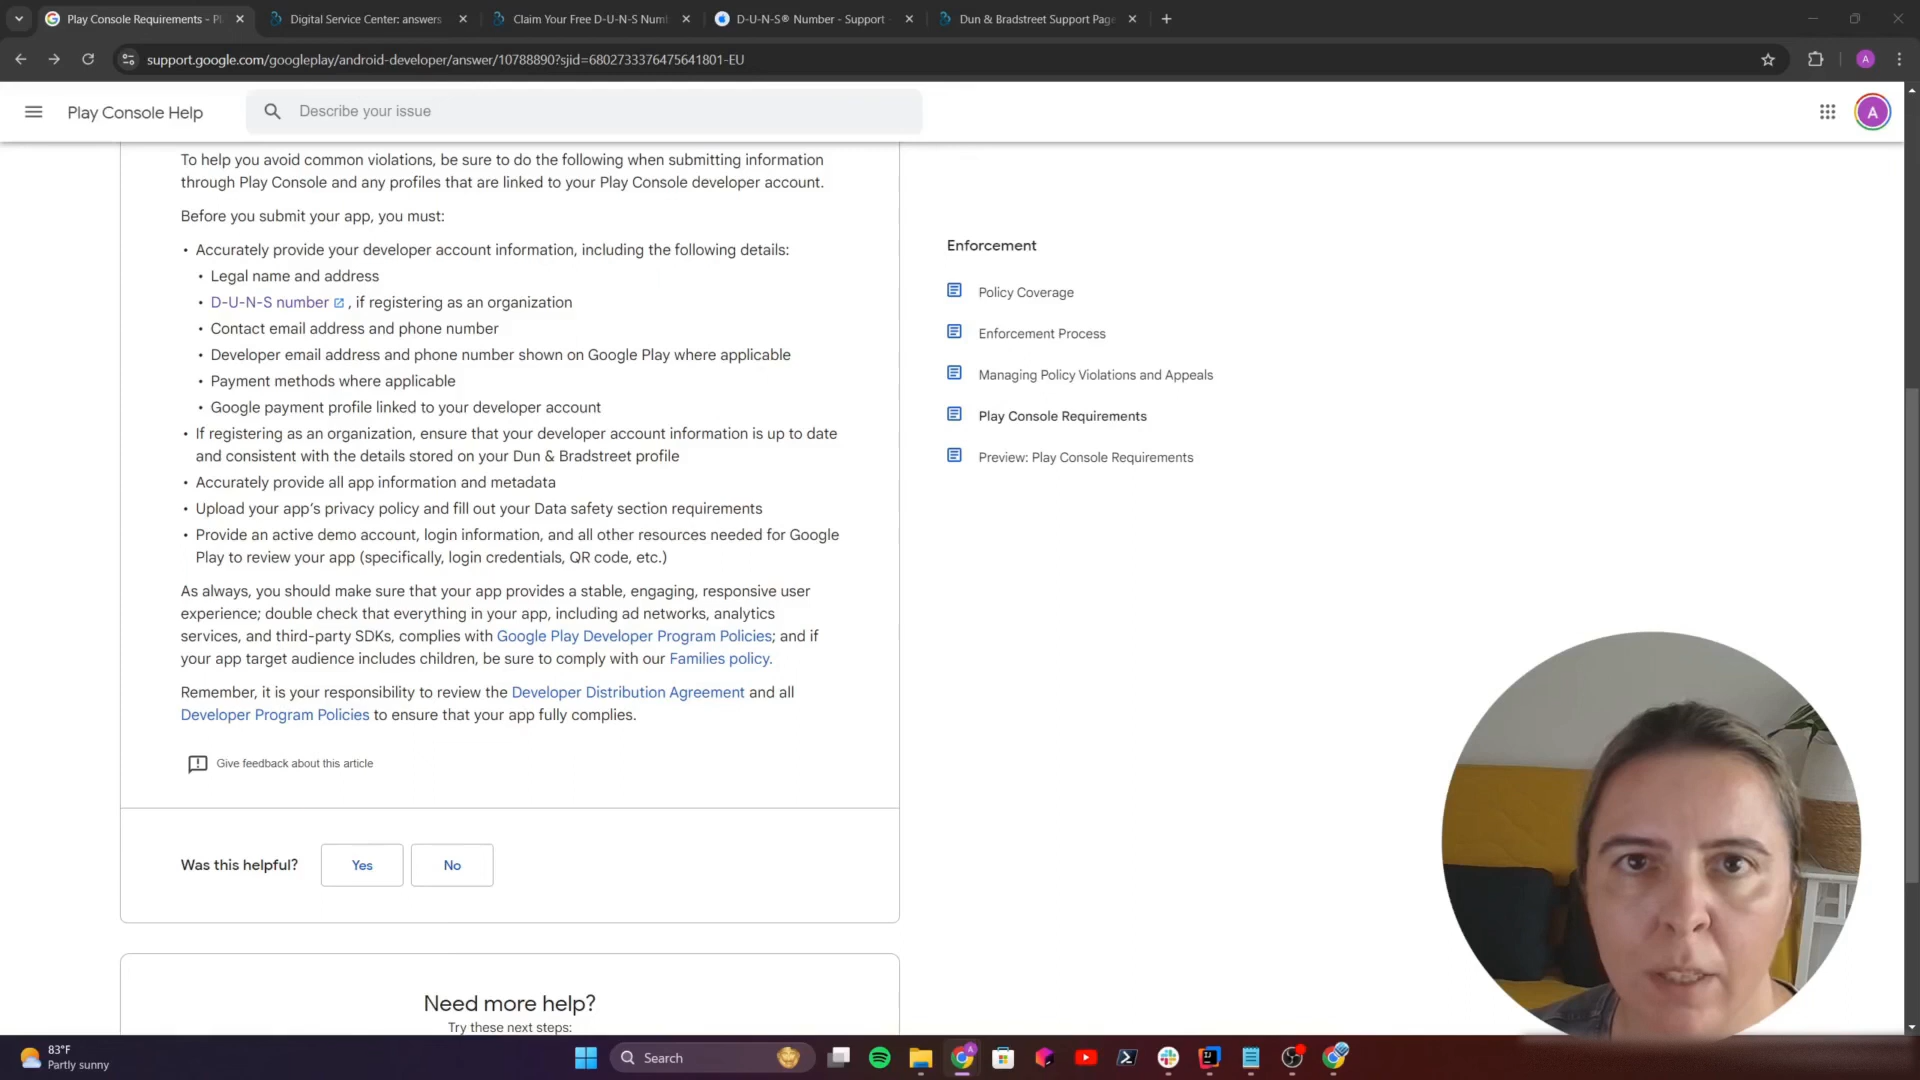 Play Console Requirements - Pl
Digital Service Center: answers
Claim Your Free D-U-N-S Num
D-U-N-S® Number - Support -
Dun & Bradstreet Support Page
support.google.com/googleplay/android-developer/answer/10788890?sjid=6802733376475641801-EU
A
Play Console Help
Describe your issue
A
To help you avoid common violations, be sure to do the following when submitting information
through Play Console and any profiles that are linked to your Play Console developer account.
Before you submit your app, you must:
• Accurately provide your developer account information, including the following details:
• Legal name and address
• D-U-N-S number , if registering as an organization
• Contact email address and phone number
• Developer email address and phone number shown on Google Play where applicable
• Payment methods where applicable
• Google payment profile linked to your developer account
• If registering as an organization, ensure that your developer account information is up to date
and consistent with the details stored on your Dun & Bradstreet profile
• Accurately provide all app information and metadata
• Upload your app's privacy policy and fill out your Data safety section requirements
• Provide an active demo account, login information, and all other resources needed for Google
Play to review your app (specifically, login credentials, QR code, etc.)
As always, you should make sure that your app provides a stable, engaging, responsive user
experience; double check that everything in your app, including ad networks, analytics
services, and third-party SDKs, complies with Google Play Developer Program Policies; and if
your app target audience includes children, be sure to comply with our Families policy.
Remember, it is your responsibility to review the Developer Distribution Agreement and all
Developer Program Policies to ensure that your app fully complies.
Give feedback about this article
Was this helpful?
Yes
No
Need more help?
Try these next steps:
Enforcement
Policy Coverage
Enforcement Process
Managing Policy Violations and Appeals
Play Console Requirements
Preview: Play Console Requirements
83°F
Partly sunny
Search